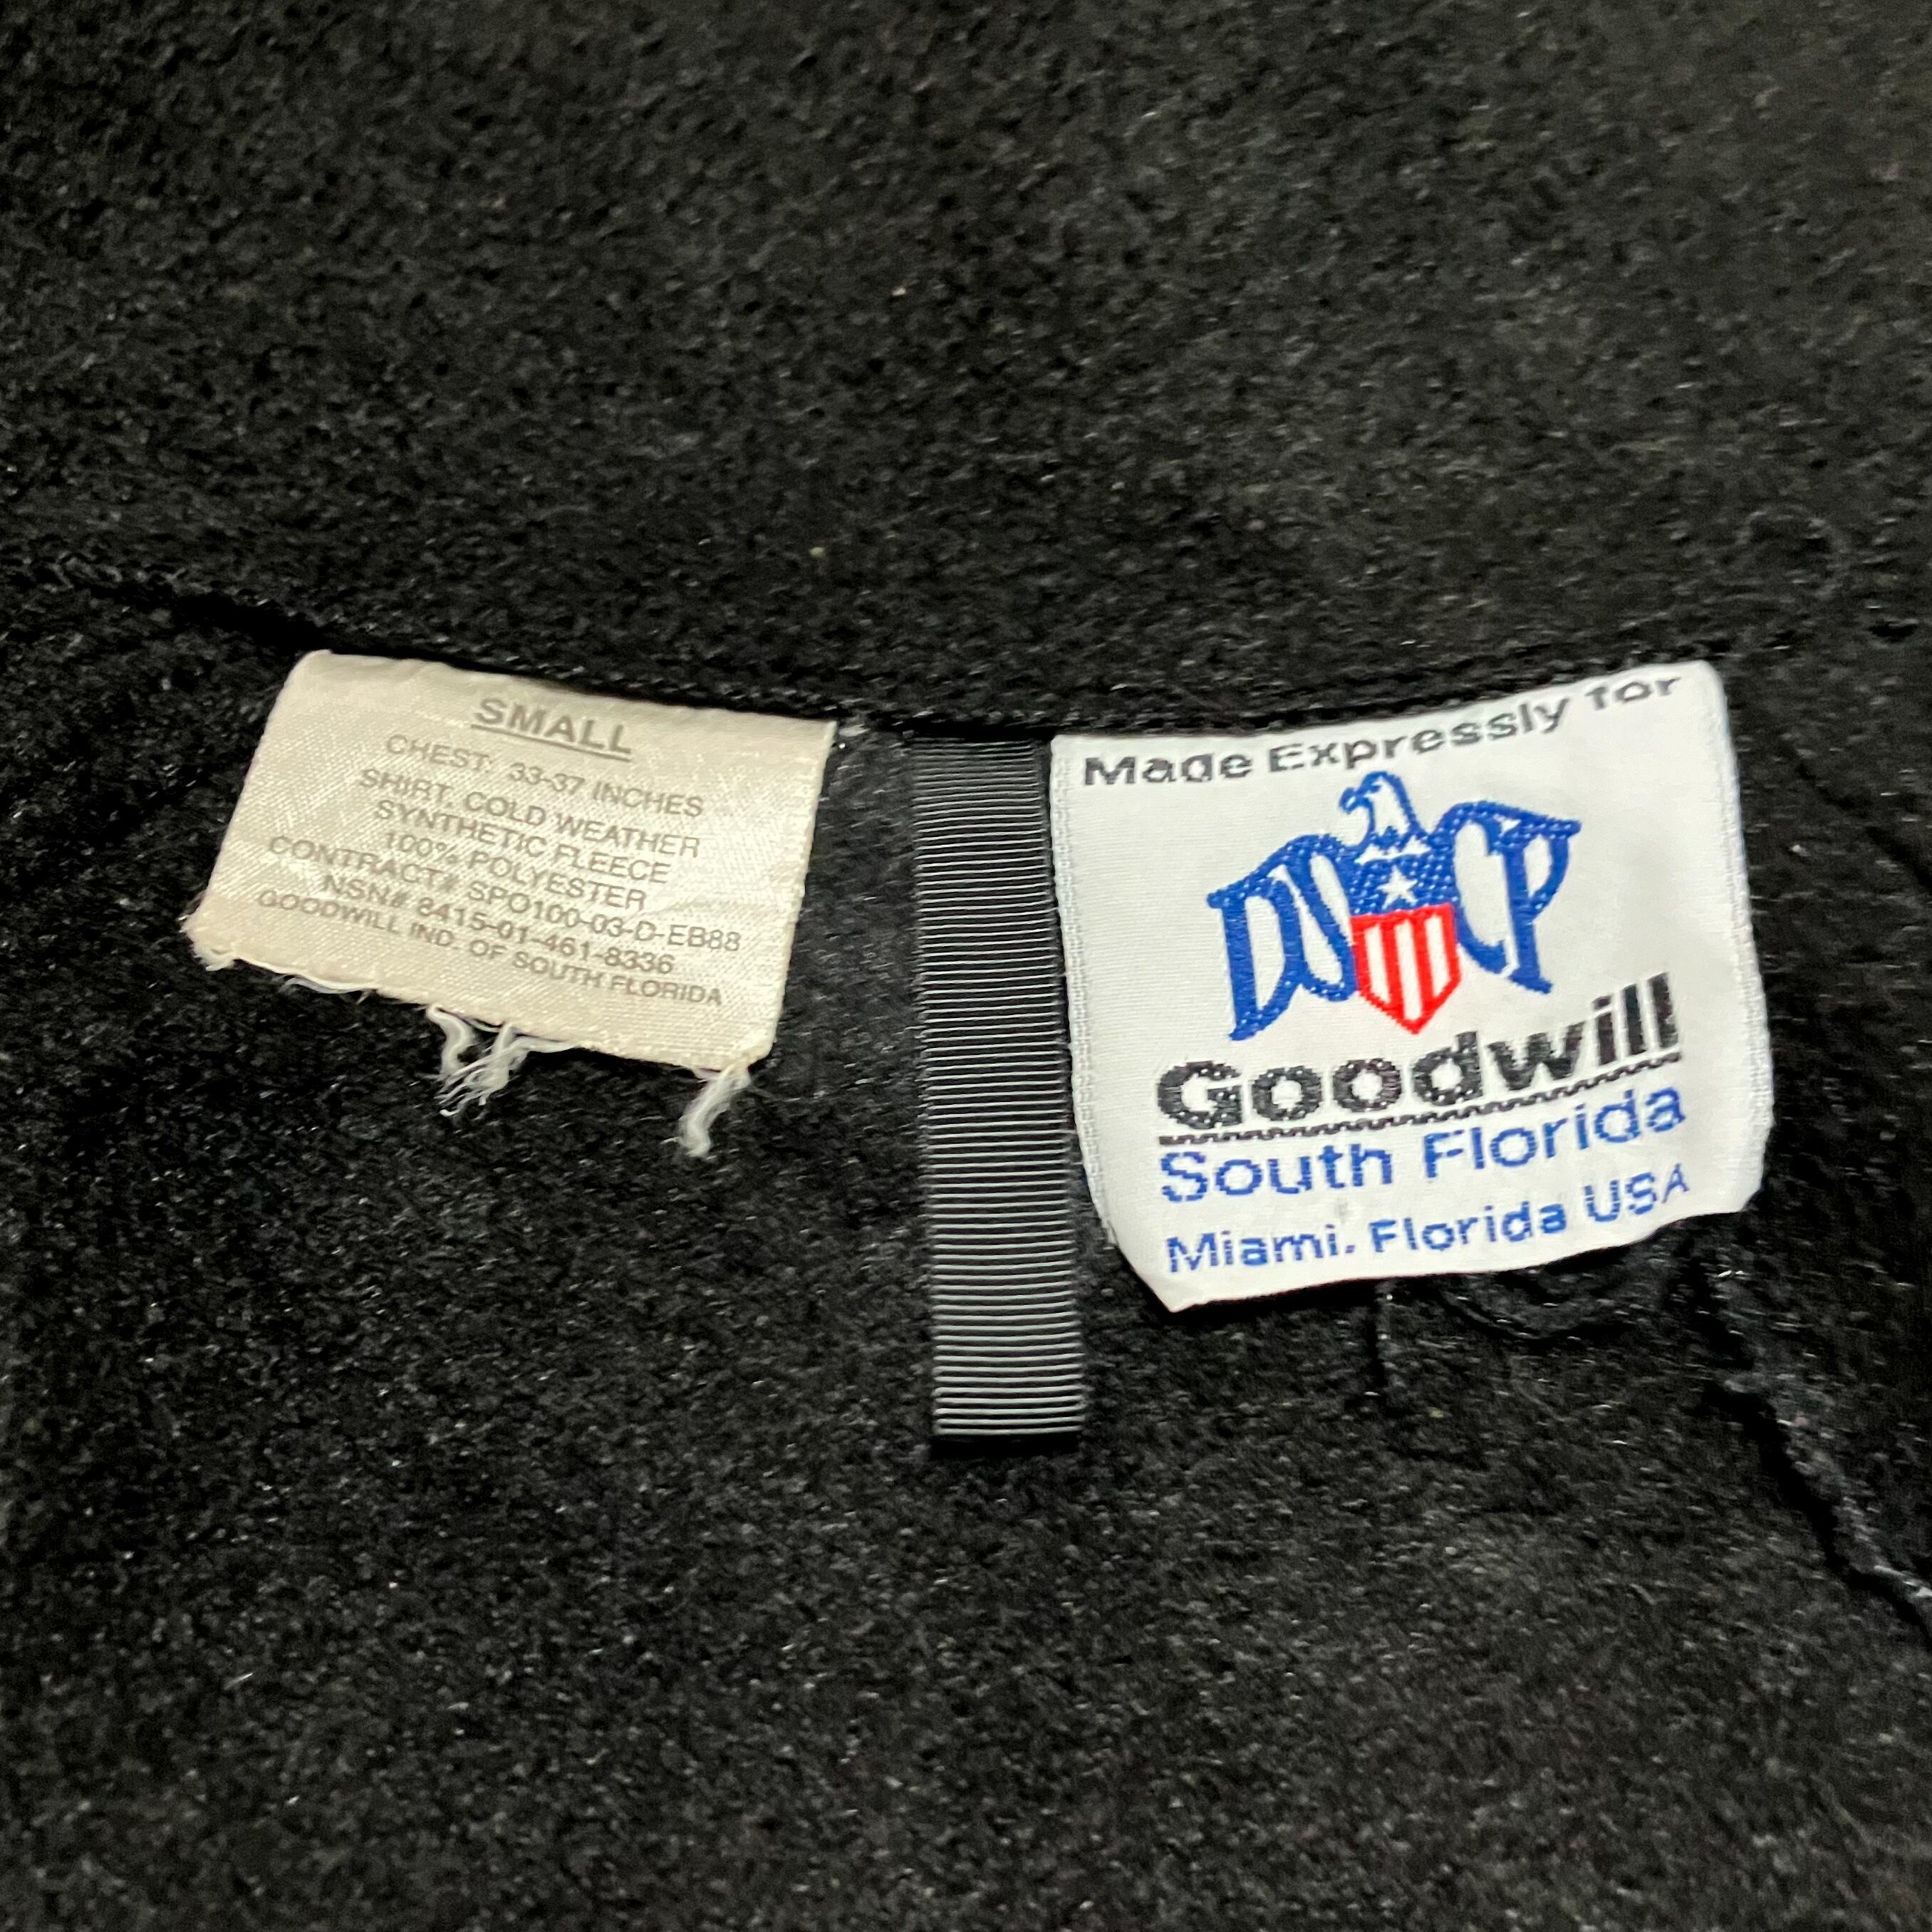 SMALL
CHEST: 33-37 INCHES
SHIRT, COLD WEATHER
SYNTHETIC FLEECE
100% POLYESTER
CONTRACT# SPO100-03-D-EB88
NSN# 8415-01-461-8336
GOODWILL IND. OF SOUTH FLORIDA
Made Expressly for
DSCP
Goodwill
South Florida
Miami. Florida USA